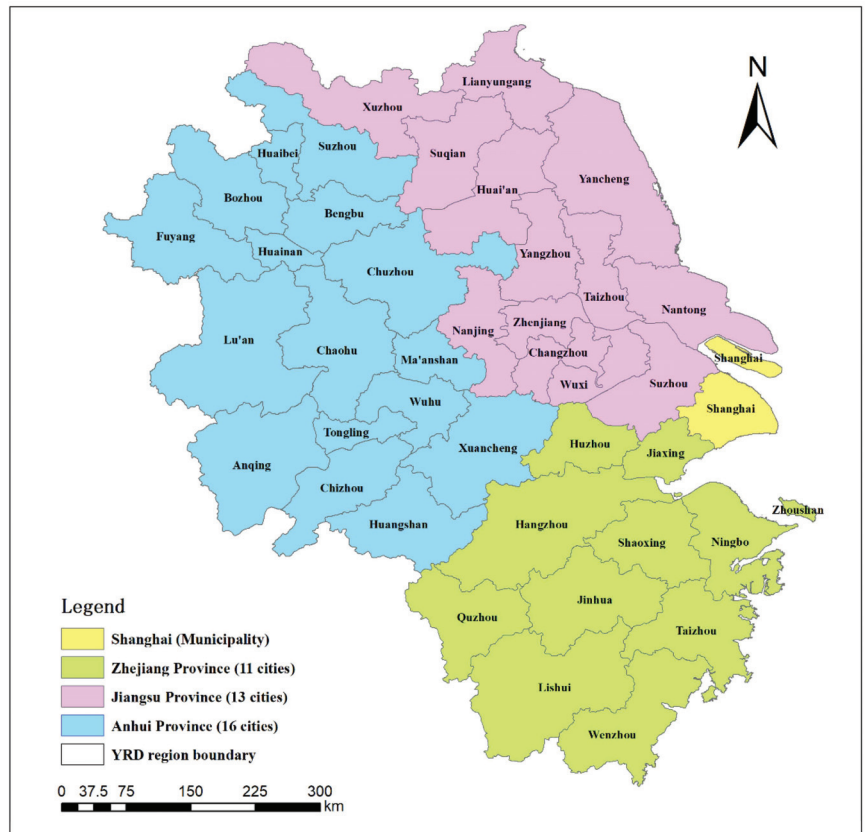 N
Lianyungang
Xuzhou
Suzhou
Huaibei
Suqian
Yancheng
Huai'an
Bozhou
Bengbu
Fuyang
Huainan
Chuzhou
Yangzhou
Taizhou
Nantong
Lu'an
Nanjing
Zhenjiang
Chaohu
Ma'anshan
Changzhou
Shanghai
Wuxi
Suzhou
Wuhu
Shanghai
Tongling
Xuancheng
Huzhou
Jiaxing
Anqing
Chizhou
Huangshan
Hangzhou
Zhoushan
Shaoxing
Ningbo
Jinhua
Quzhou
Taizhou
Lishui
Wenzhou
Legend
Shanghai (Municipality)
Zhejiang Province (11 cities)
Jiangsu Province (13 cities)
Anhui Province (16 cities)
YRD region boundary
0 37.5 75 150 225 300
km